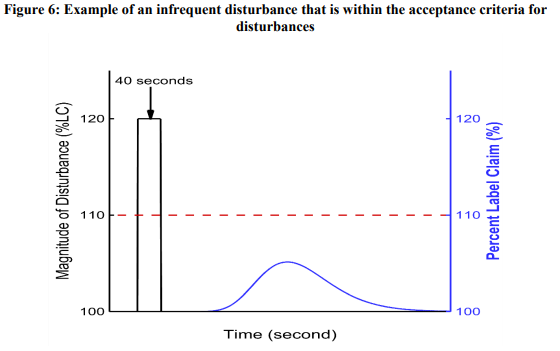 Figure 6: Example of an infrequent disturbance that is within the acceptance criteria for
disturbances
40 seconds
Magnitude of Disturbance (%LC)
120
110
100
120
110
100
Percent Label Claim (%)
Time (second)